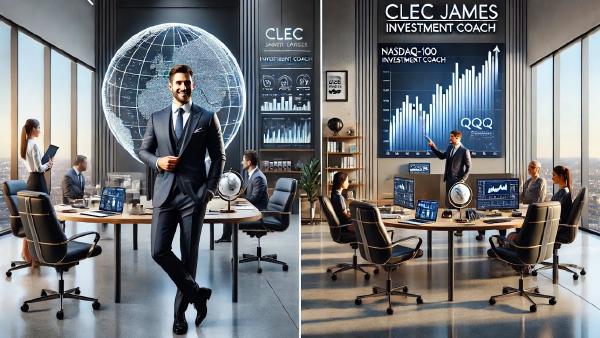 CLEC
INVESTMENT COACH
CLEC JAMES
INVESTMENT COACH
NASDAQ-100
INVESTMENT COACH
QQQ